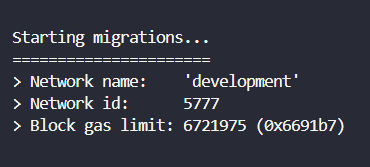 Starting migrations...
======================
> Network name:    'development'
> Network id:      5777
> Block gas limit: 6721975 (0x6691b7)